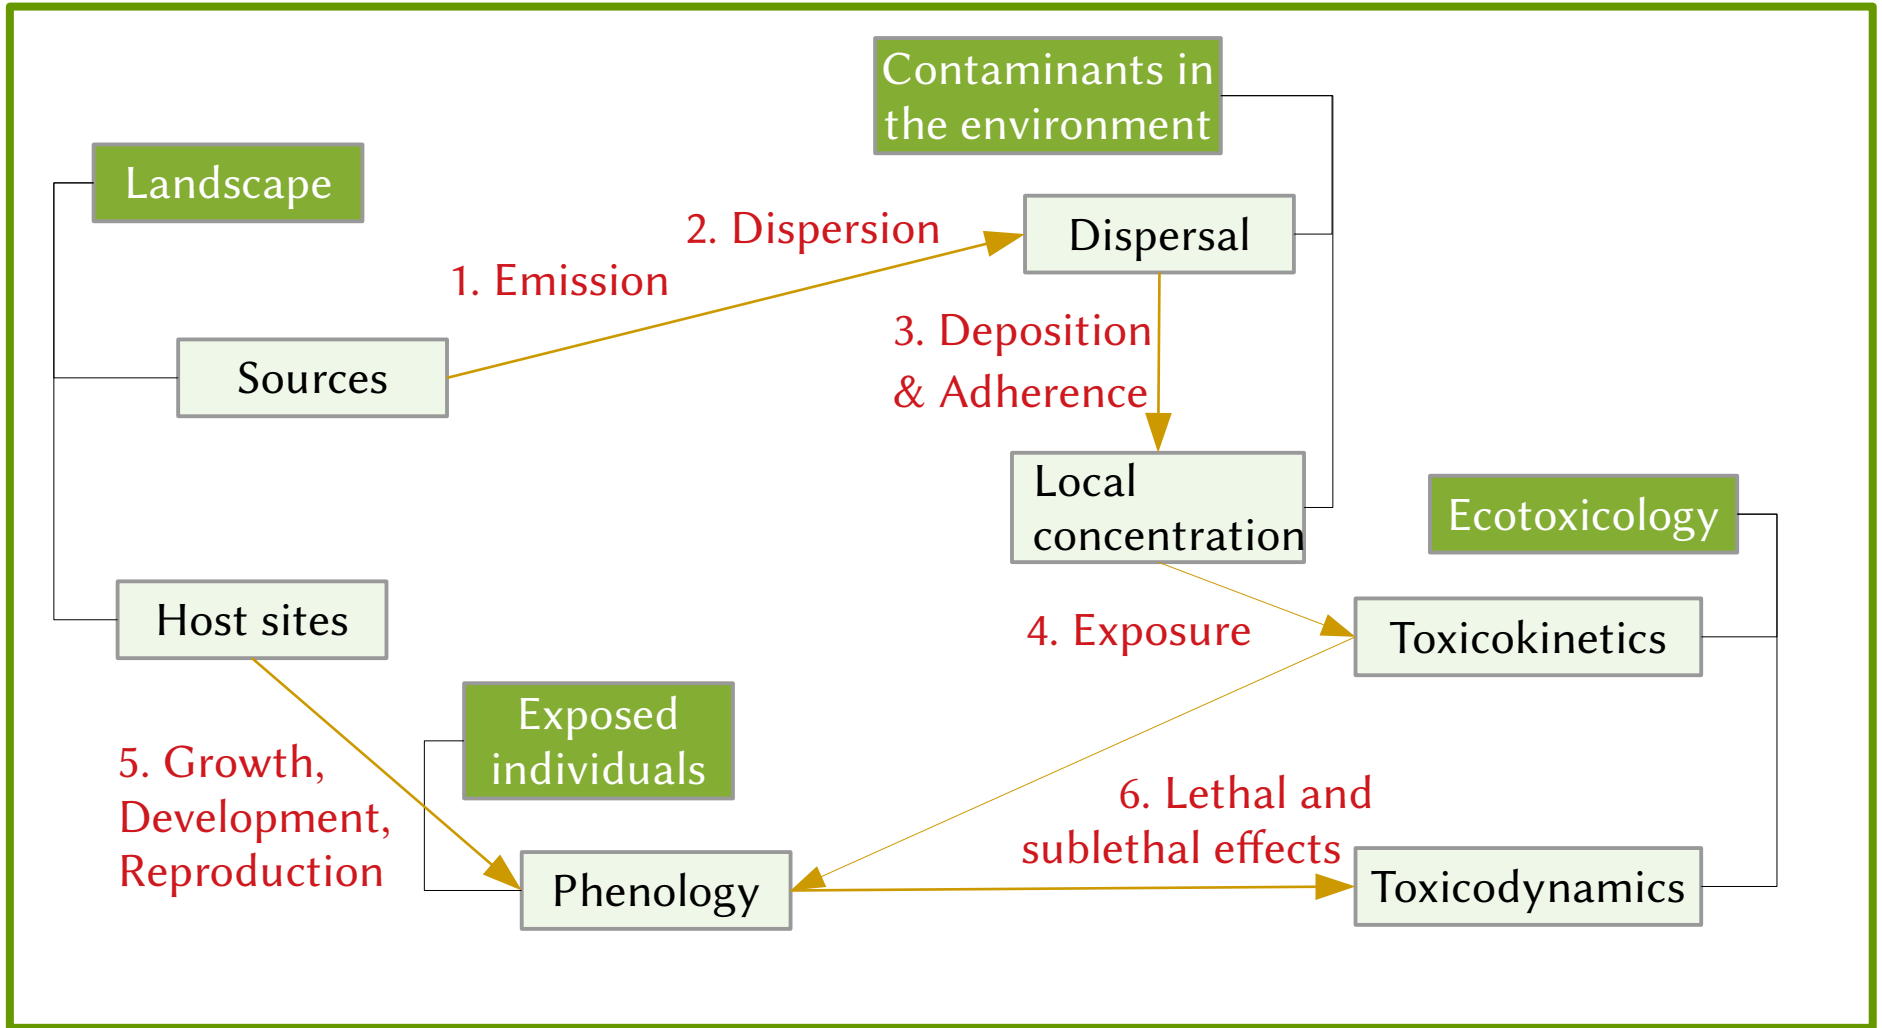 Contaminants in
the environment
Landscape
2. Dispersion
Dispersal
1. Emission
3. Deposition
& Adherence
Sources
Local
concentration
Ecotoxicology
Host sites
4. Exposure
Toxicokinetics
Exposed
individuals
5. Growth,
Development,
Reproduction
6. Lethal and
sublethal effects
Phenology
Toxicodynamics